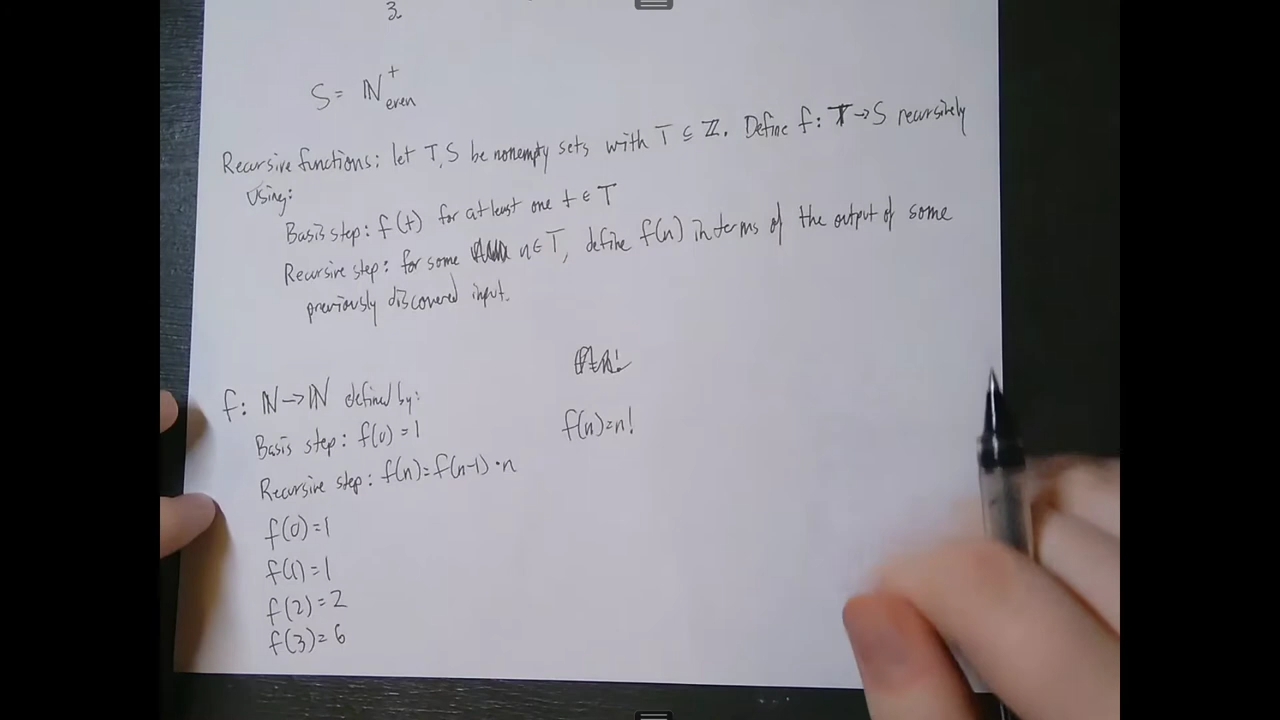 3.
S = ℕ⁺even
Recursive functions: let T, S be nonempty sets with T ⊆ ℤ. Define f: T→S recursively
Using:
Basis step: f(t) for at least one t ∈ T
Recursive step: for some n ∈ T, define f(n) in terms of the output of some
previously discovered input.
f: ℕ→ℕ defined by:
Basis step: f(0) = 1
Recursive step: f(n) = f(n-1) · n
f(n) = n!
f(0) = 1
f(1) = 1
f(2) = 2
f(3) = 6